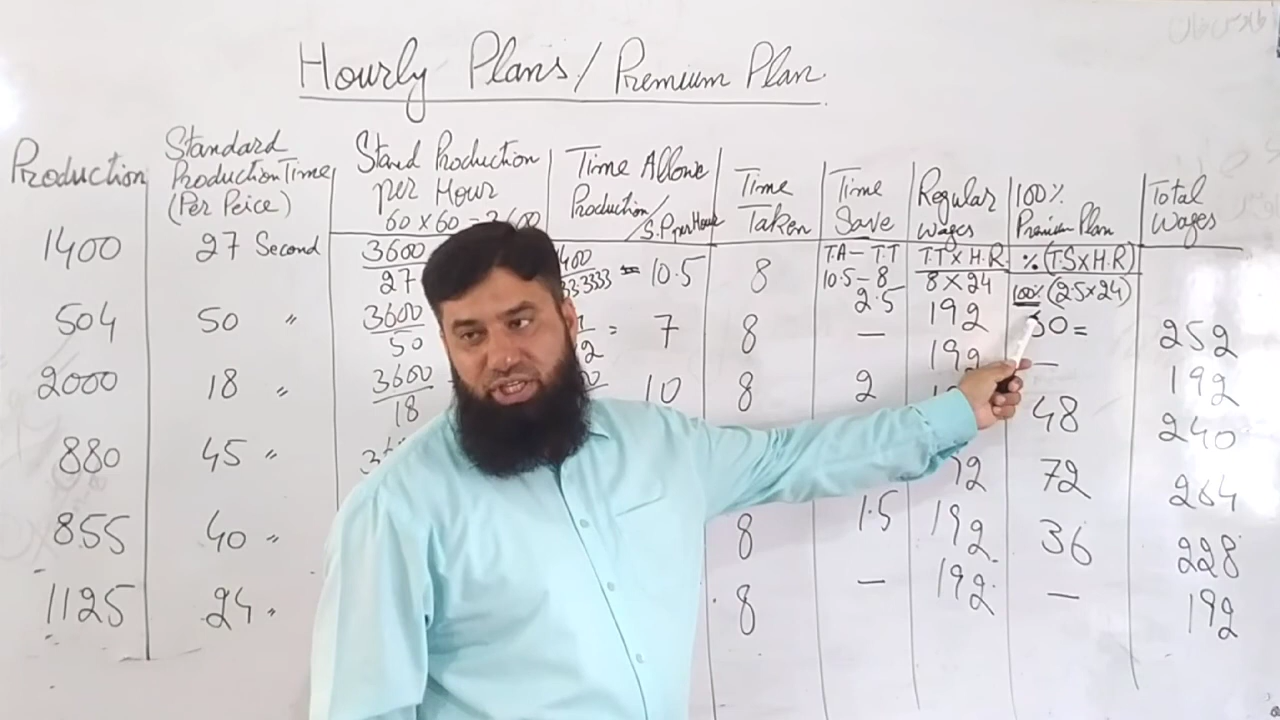 Hourly Plans / Premium Plan.
Production
Standard
Production Time
(Per Peice)
Stand Production
per Hour
60 x 60 = 3600
Time Allowe
Production/
S.P per Hour
Time
Taken
Time
Save
Regular
wages
100%
Premium Plan
Total
Wages
T.A - T.T
T.T x H.R
% (T.S x H.R)
1400
27 Second
3600
27
1400
133.3333
= 10.5
8
10.5 - 8
2.5
8 x 24
192
100% (2.5 x 24)
60 =
252
504
50 "
3600
50
= 7
8
—
192
—
192
2000
18 "
3600
18
10
8
2
48
240
880
45 "
72
264
855
40 "
8
1.5
192
36
228
1125
24 "
8
—
192
—
192